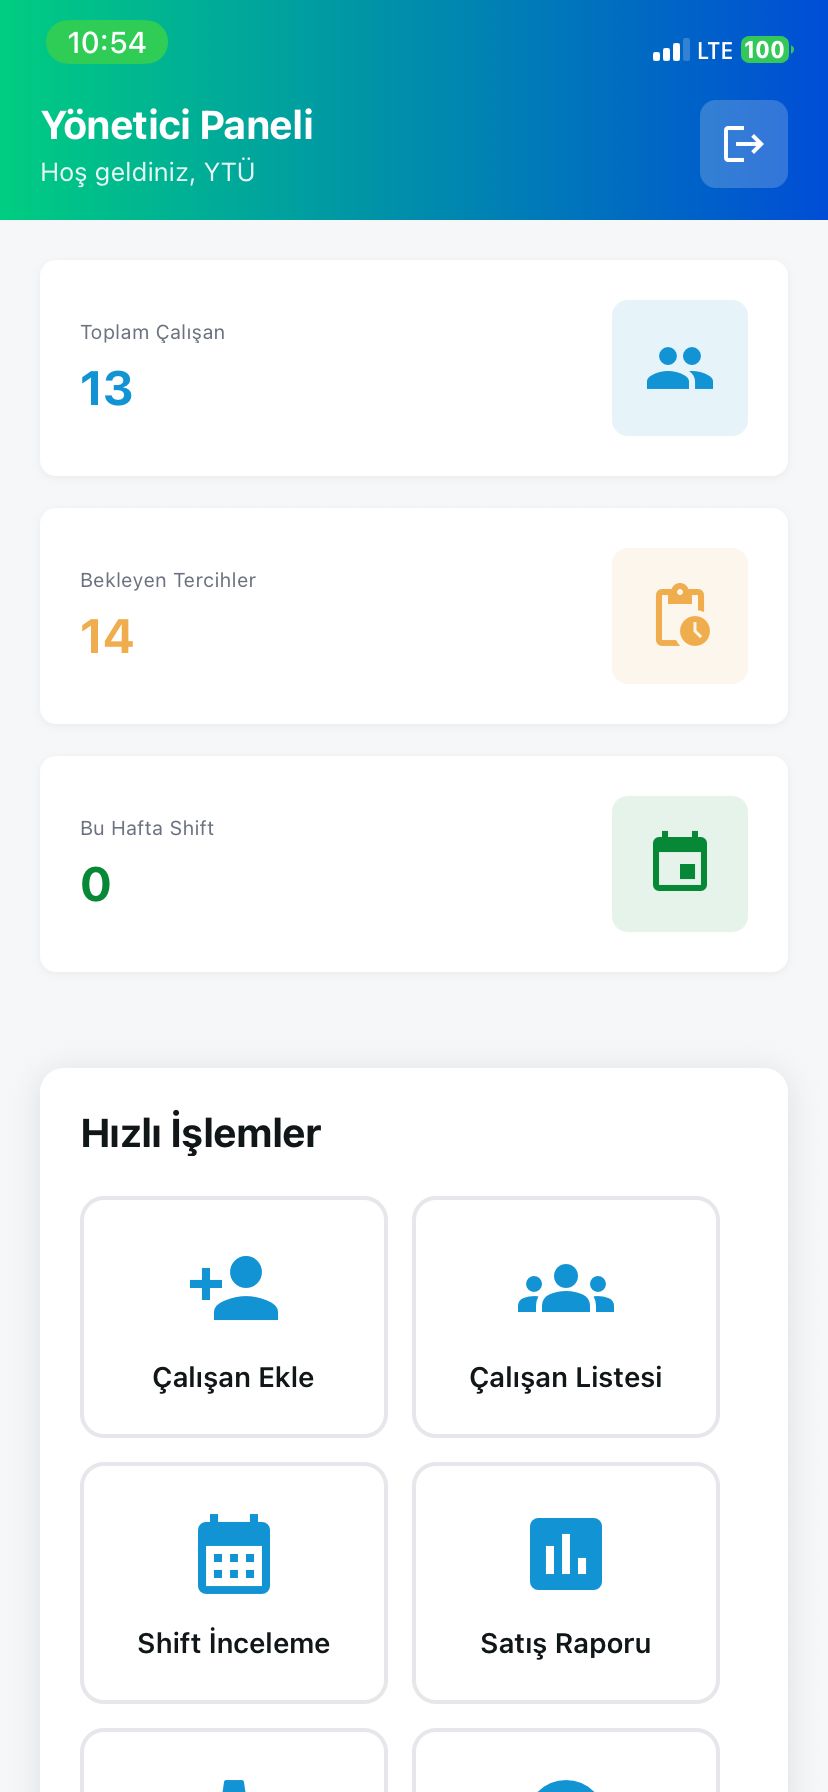 10:54
LTE 100
Yönetici Paneli
Hoş geldiniz, YTÜ
Toplam Çalışan
13
Bekleyen Tercihler
14
Bu Hafta Shift
0
Hızlı İşlemler
Çalışan Ekle
Çalışan Listesi
Shift İnceleme
Satış Raporu